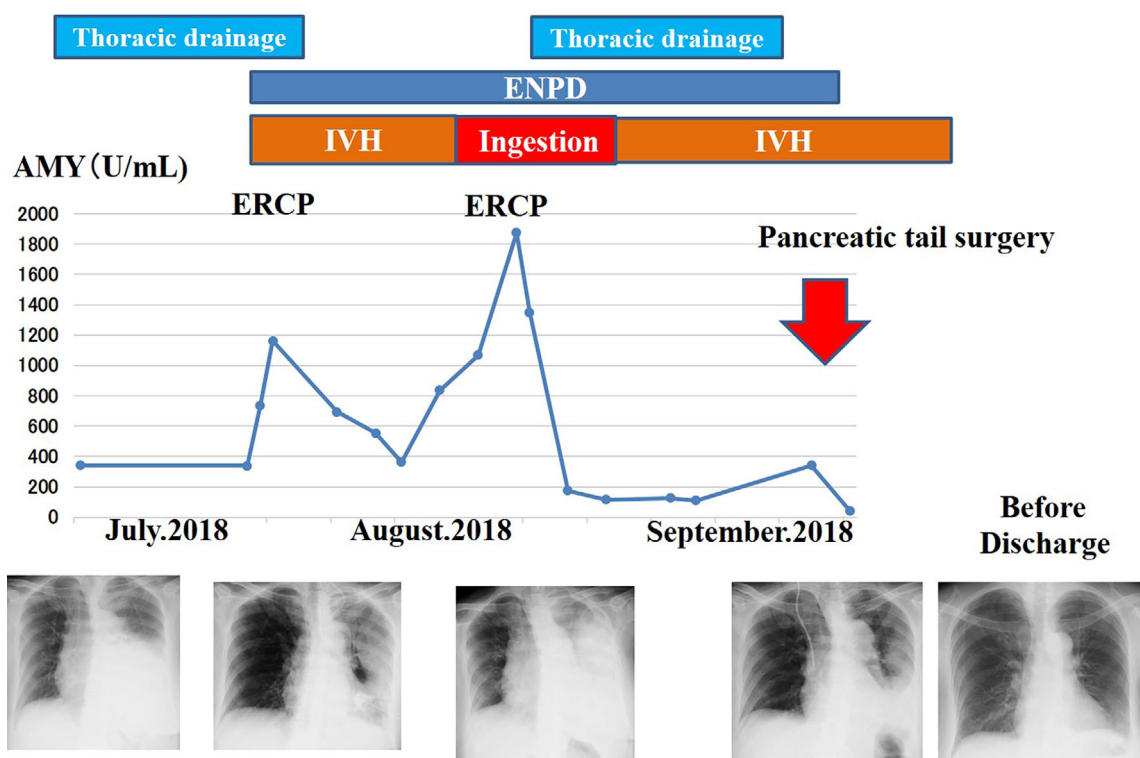 Thoracic drainage
Thoracic drainage
ENPD
IVH
Ingestion
IVH
AMY(U/mL)
ERCP
ERCP
Pancreatic tail surgery
2000
1800
1600
1400
1200
1000
800
600
400
200
0
July.2018
August.2018
September.2018
Before
Discharge